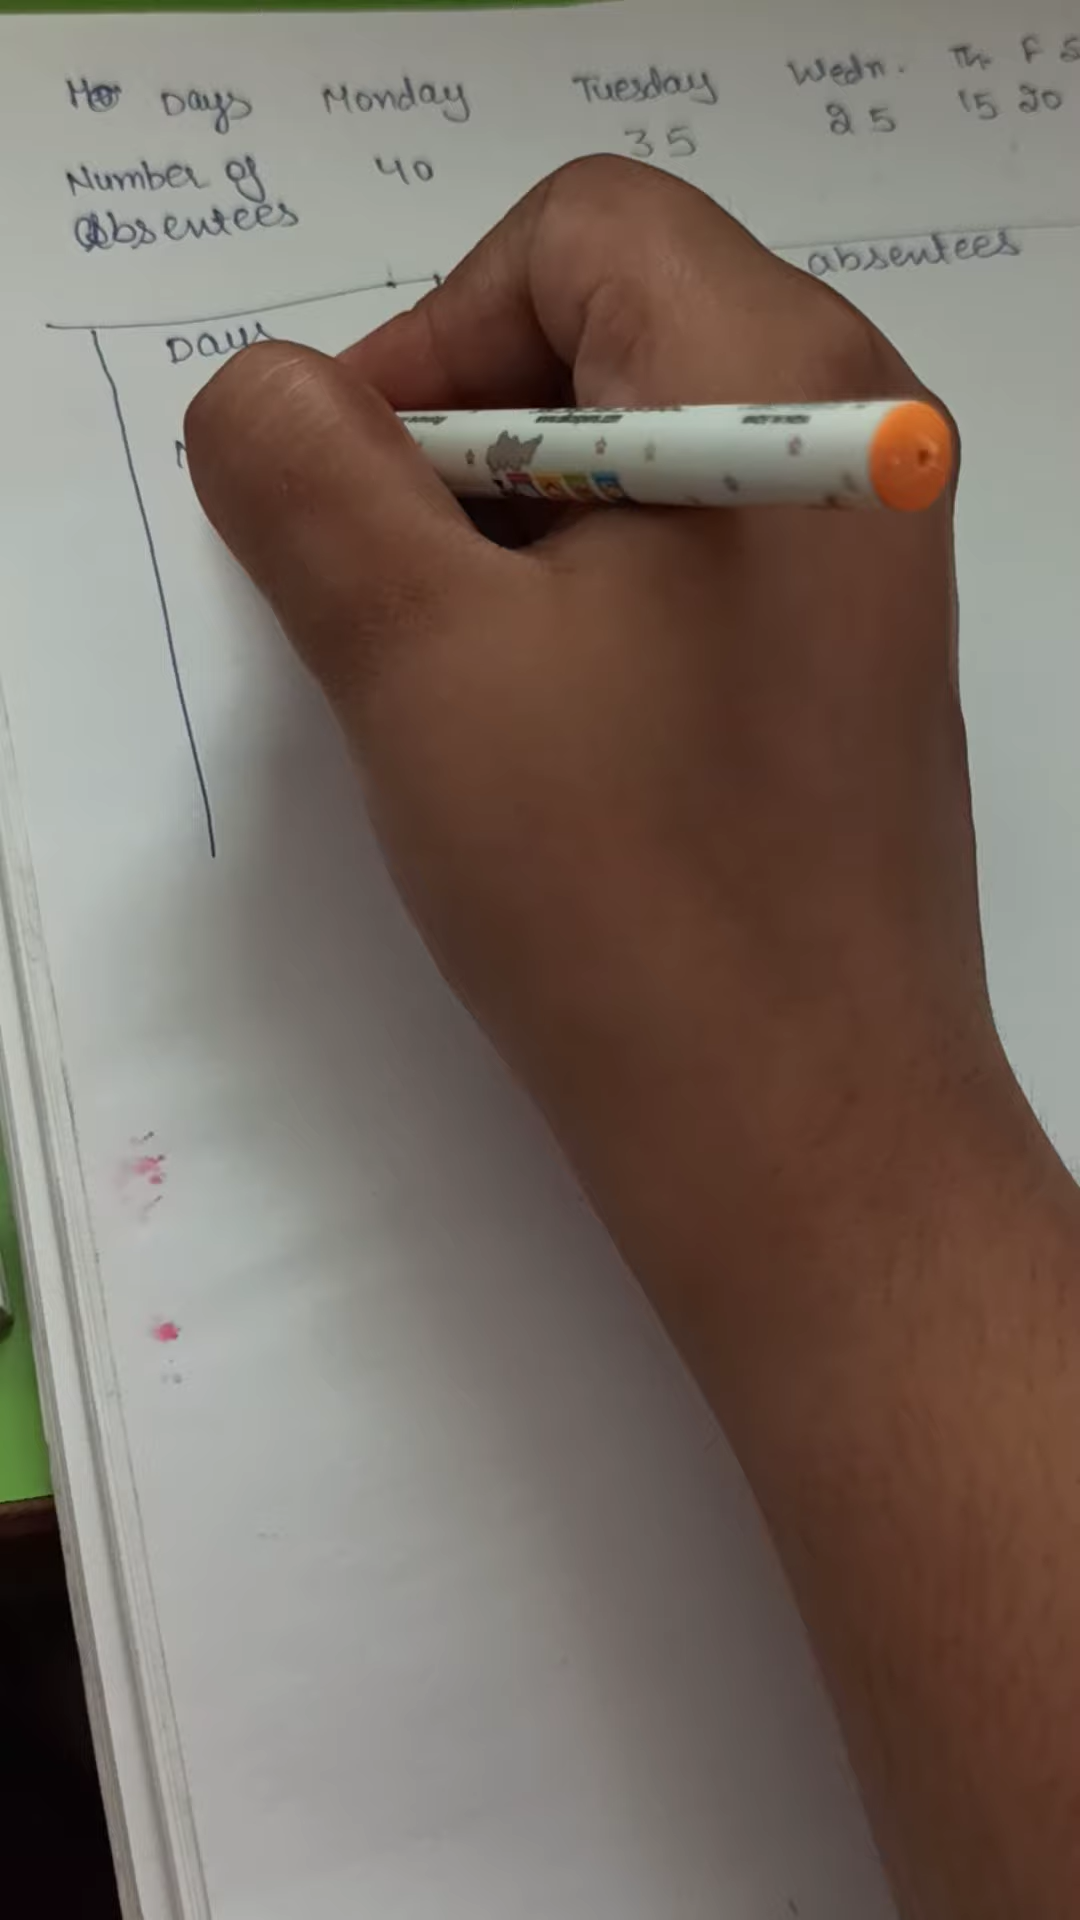 Days Monday Tuesday Wedn. Th F S
Number of 40 35 25 15 20
absentees
absentees
Days